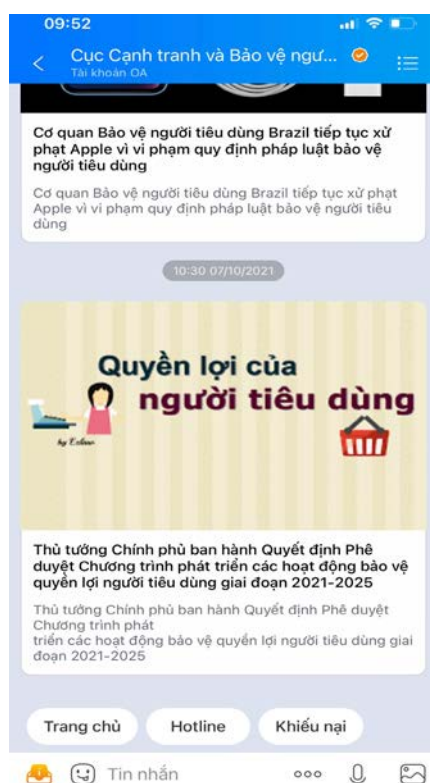 09:52
Cục Cạnh tranh và Bảo vệ ngư...
Tài khoản OA
Cơ quan Bảo vệ người tiêu dùng Brazil tiếp tục xử
phạt Apple vì vi phạm quy định pháp luật bảo vệ
người tiêu dùng
Cơ quan Bảo vệ người tiêu dùng Brazil tiếp tục xử phạt
Apple vì vi phạm quy định pháp luật bảo vệ người tiêu
dùng
10:30 07/10/2021
Quyền lợi của
người tiêu dùng
Thủ tướng Chính phủ ban hành Quyết định Phê
duyệt Chương trình phát triển các hoạt động bảo vệ
quyền lợi người tiêu dùng giai đoạn 2021-2025
Thủ tướng Chính phủ ban hành Quyết định Phê duyệt
Chương trình phát
triển các hoạt động bảo vệ quyền lợi người tiêu dùng giai
đoạn 2021-2025
Trang chủ Hotline Khiếu nại
Tin nhắn